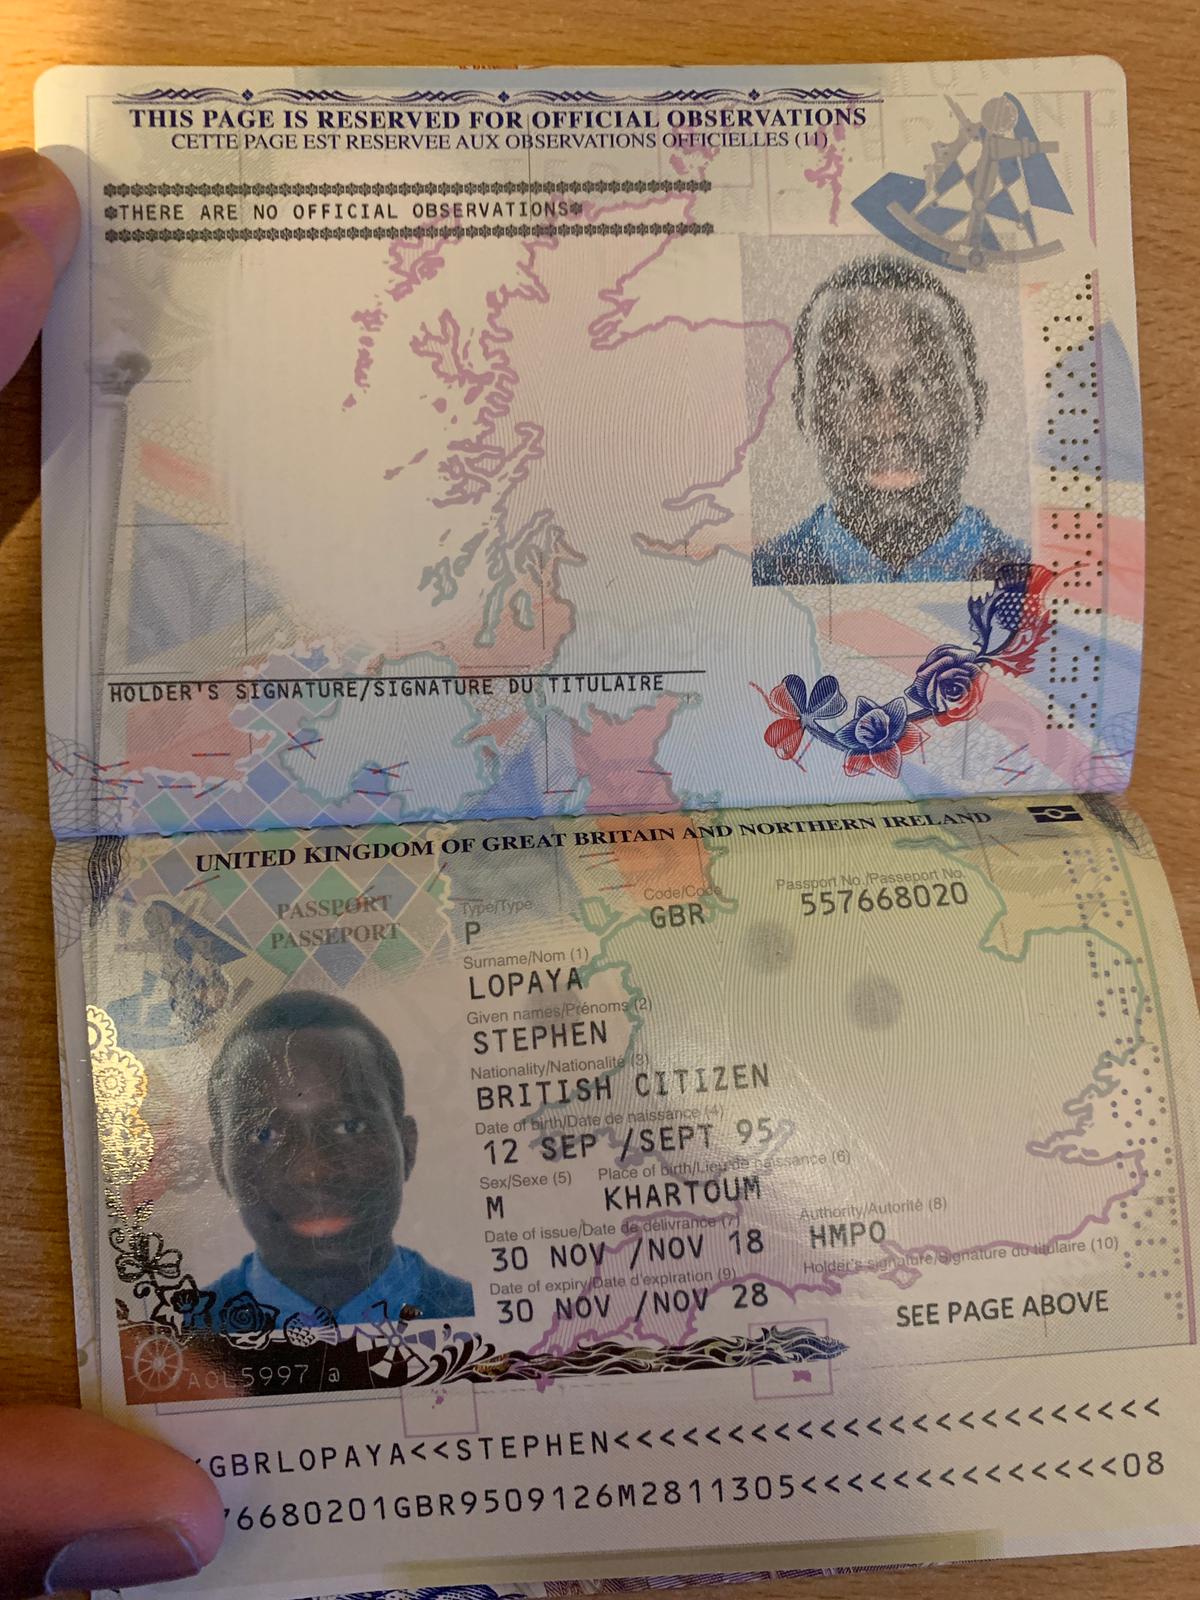 THIS PAGE IS RESERVED FOR OFFICIAL OBSERVATIONS
CETTE PAGE EST RESERVEE AUX OBSERVATIONS OFFICIELLES (11)
*THERE ARE NO OFFICIAL OBSERVATIONS*
HOLDER'S SIGNATURE/SIGNATURE DU TITULAIRE
UNITED KINGDOM OF GREAT BRITAIN AND NORTHERN IRELAND
PASSPORT
PASSEPORT
Type/Type
P
Code/Code
GBR
Passport No./Passeport No.
557668020
Surname/Nom (1)
LOPAYA
Given names/Prénoms (2)
STEPHEN
Nationality/Nationalité (3)
BRITISH CITIZEN
Date of birth/Date de naissance (4)
12 SEP /SEPT 95
Sex/Sexe (5)
M
Place of birth/Lieu de naissance (6)
KHARTOUM
Date of issue/Date de délivrance (7)
30 NOV /NOV 18
Authority/Autorité (8)
HMPO
Date of expiry/Date d'expiration (9)
30 NOV /NOV 28
Holder's signature/Signature du titulaire (10)
SEE PAGE ABOVE
AOL5997
<GBRLOPAYA<<STEPHEN<<<<<<<<<<<<<<<<<<<<<<<<
76680201GBR9509126M2811305<<<<<<<<<<<<<<08